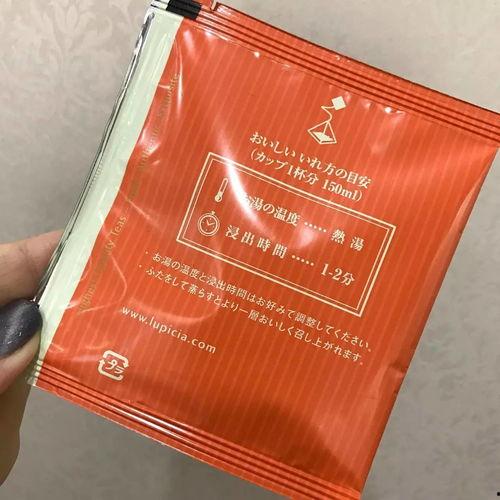 おいしい いれ方の目安
(カップ1杯分 150ml)
お湯の温度 ····· 熱湯
浸出時間 ····· 1-2分
お湯の温度と浸出時間はお好みで調整してください。
ふたをして蒸らすとより一層おいしく召し上がれます。
www.lupicia.com
プラ